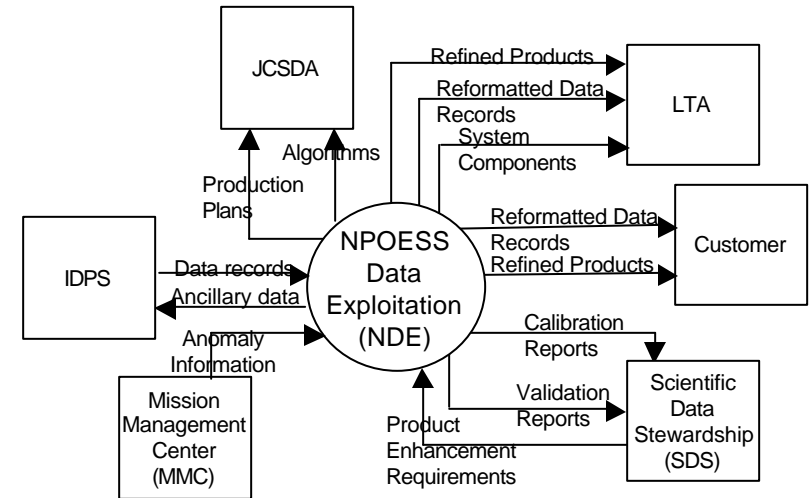 JCSDA
Refined Products
Reformatted Data
Records
System
Components
LTA
Algorithms
Production
Plans
NPOESS
Data
Exploitation
(NDE)
Reformatted Data
Records
Refined Products
Customer
IDPS
Data records
Ancillary data
Anomaly
Information
Mission
Management
Center
(MMC)
Calibration
Reports
Validation
Reports
Product
Enhancement
Requirements
Scientific
Data
Stewardship
(SDS)